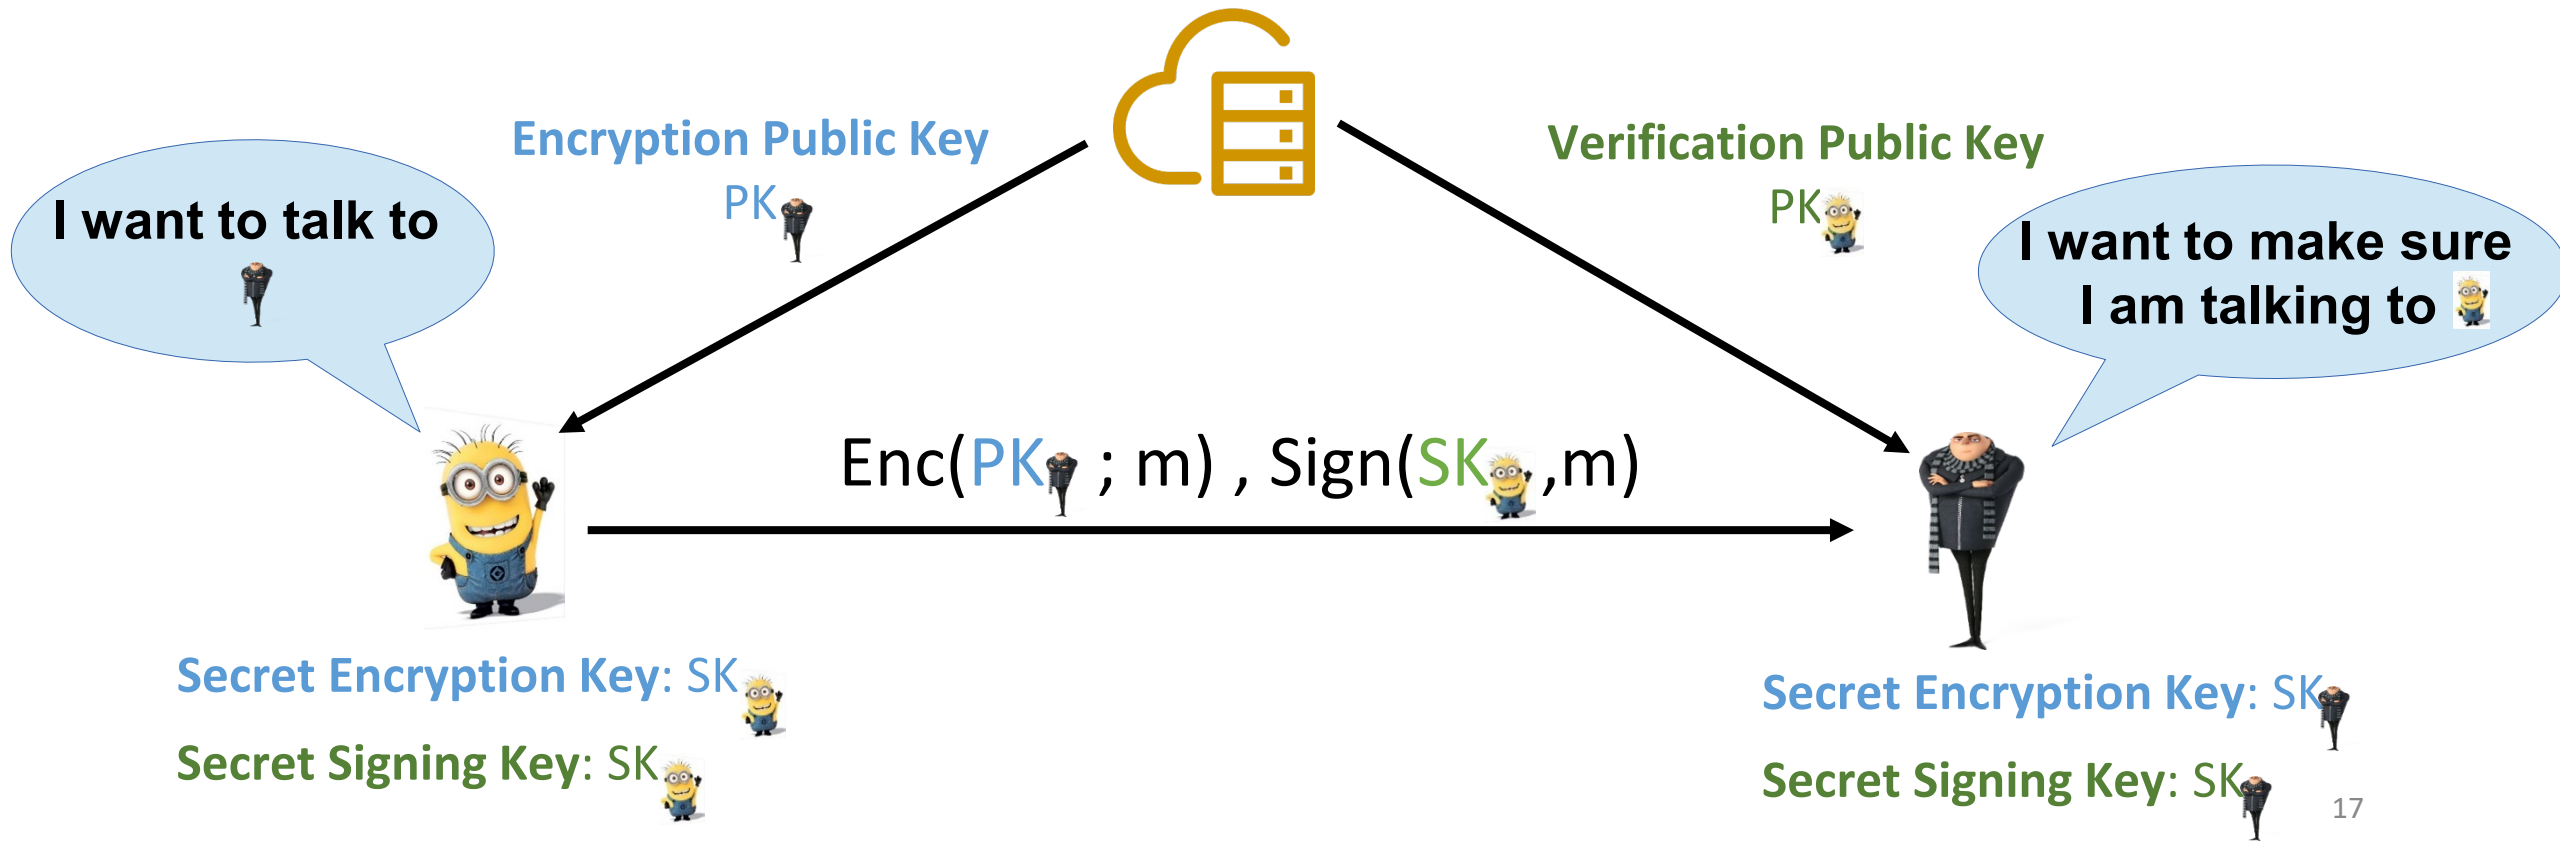 Encryption Public Key
PK
Verification Public Key
PK
I want to talk to
I want to make sure
I am talking to
Enc(PK ; m) , Sign(SK ,m)
Secret Encryption Key: SK
Secret Signing Key: SK
Secret Encryption Key: SK
Secret Signing Key: SK
17